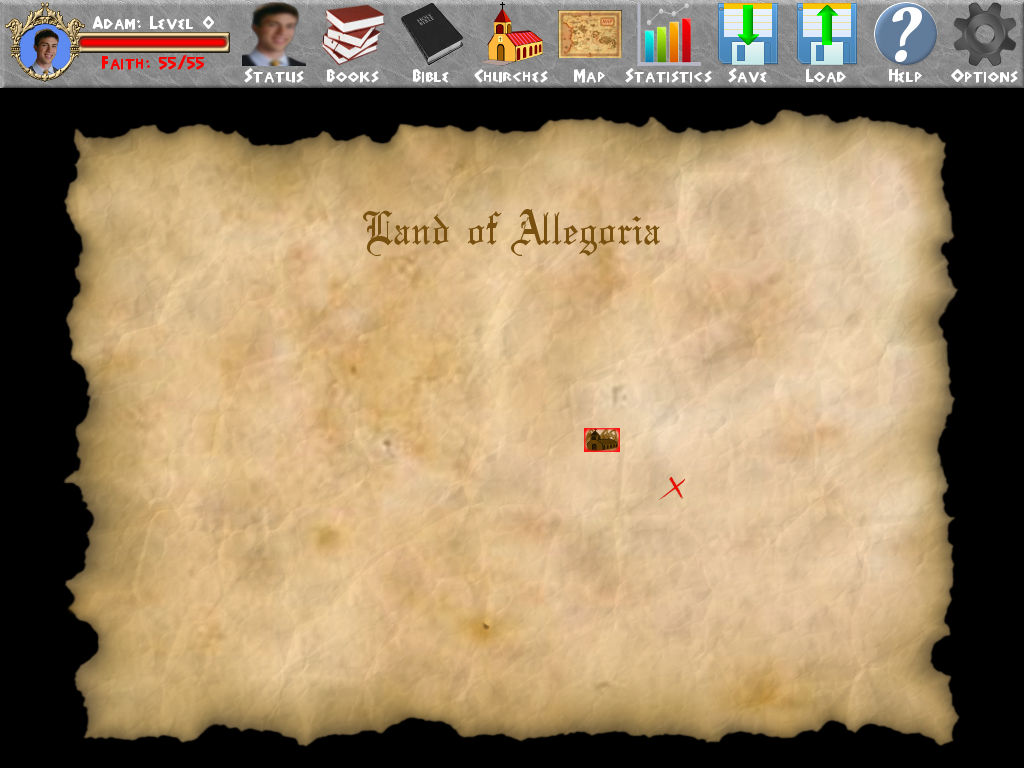 Adam: Level 0
Faith: 55/55
Status
Books
Bible
Churches
Map
Statistics
Save
Load
Help
Options
Land of Allegoria